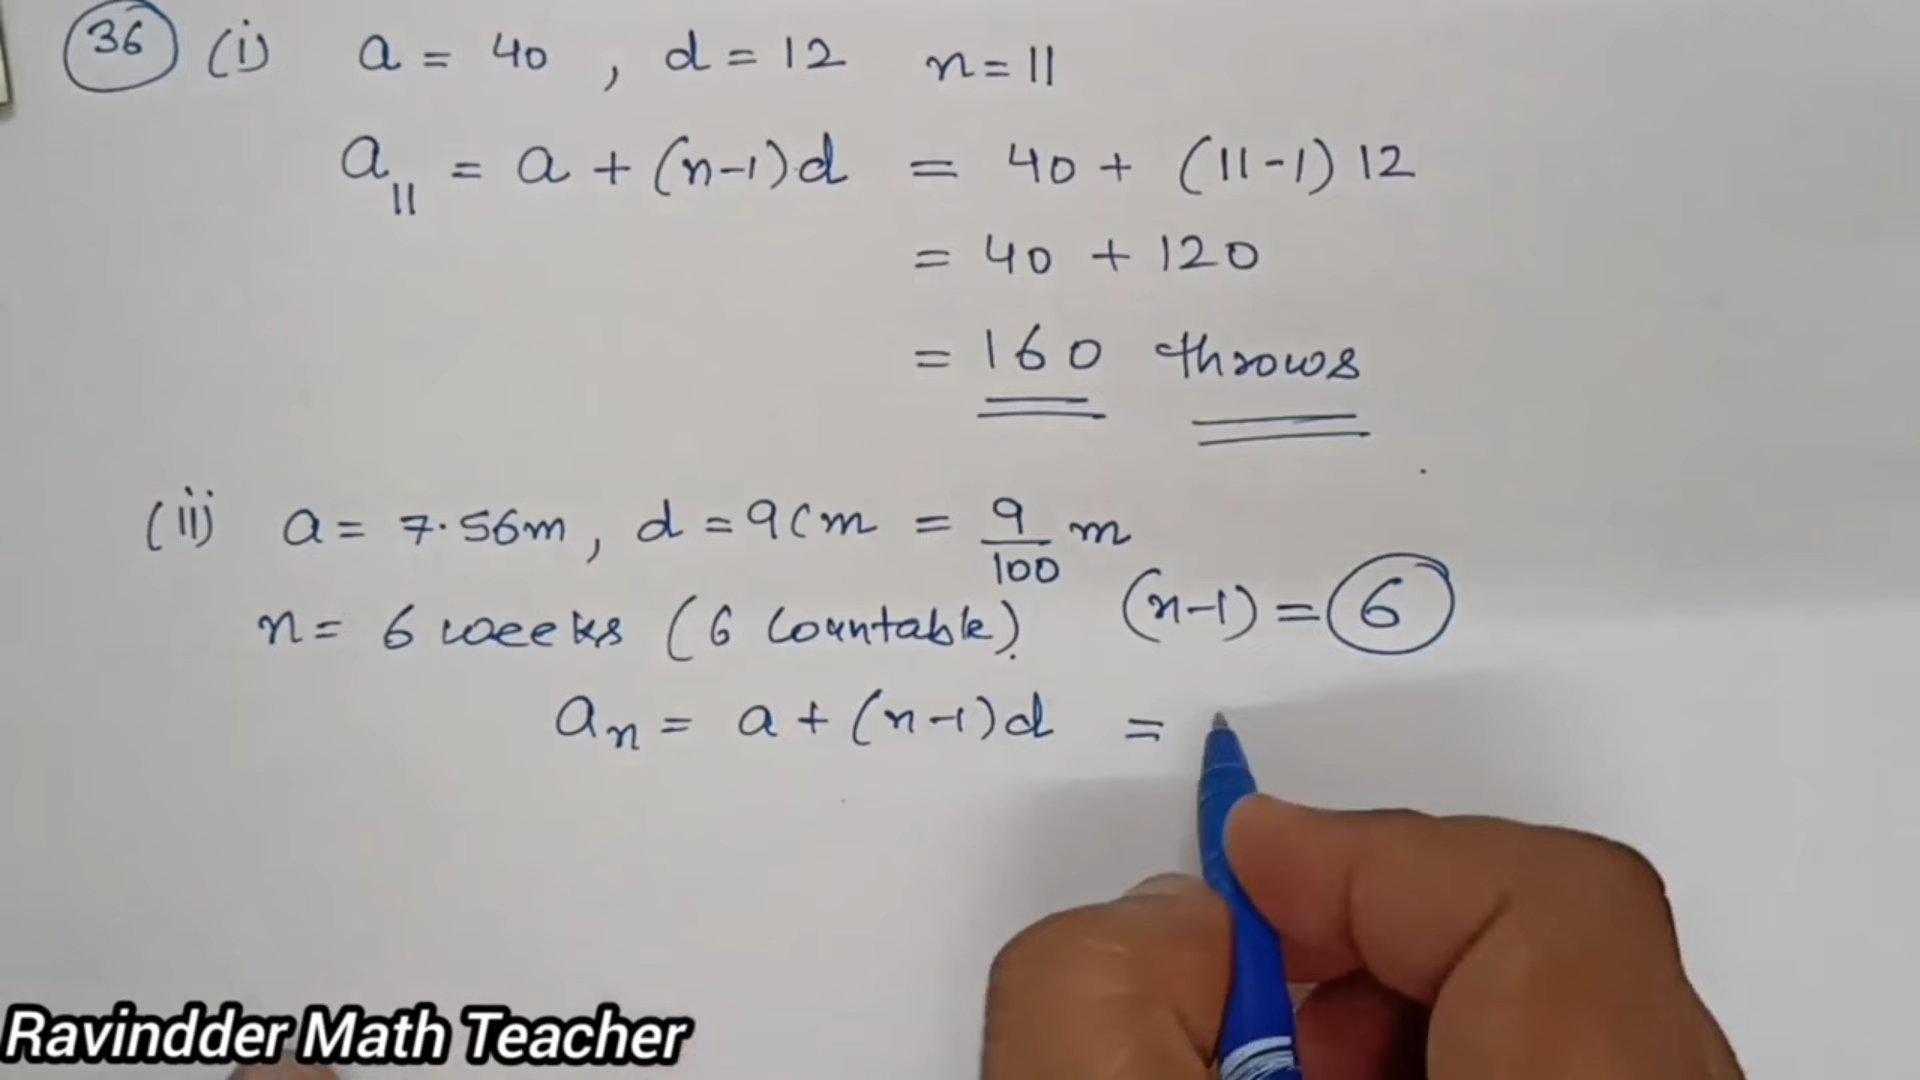 36 (i) a = 40 , d = 12 n = 11
a₁₁ = a + (n-1)d = 40 + (11-1) 12
= 40 + 120
= 160 throws
(ii) a = 7.56m , d = 9cm = 9/100 m
n = 6 weeks (6 Countable). (n-1) = 6
aₙ = a + (n-1)d =
Ravindder Math Teacher